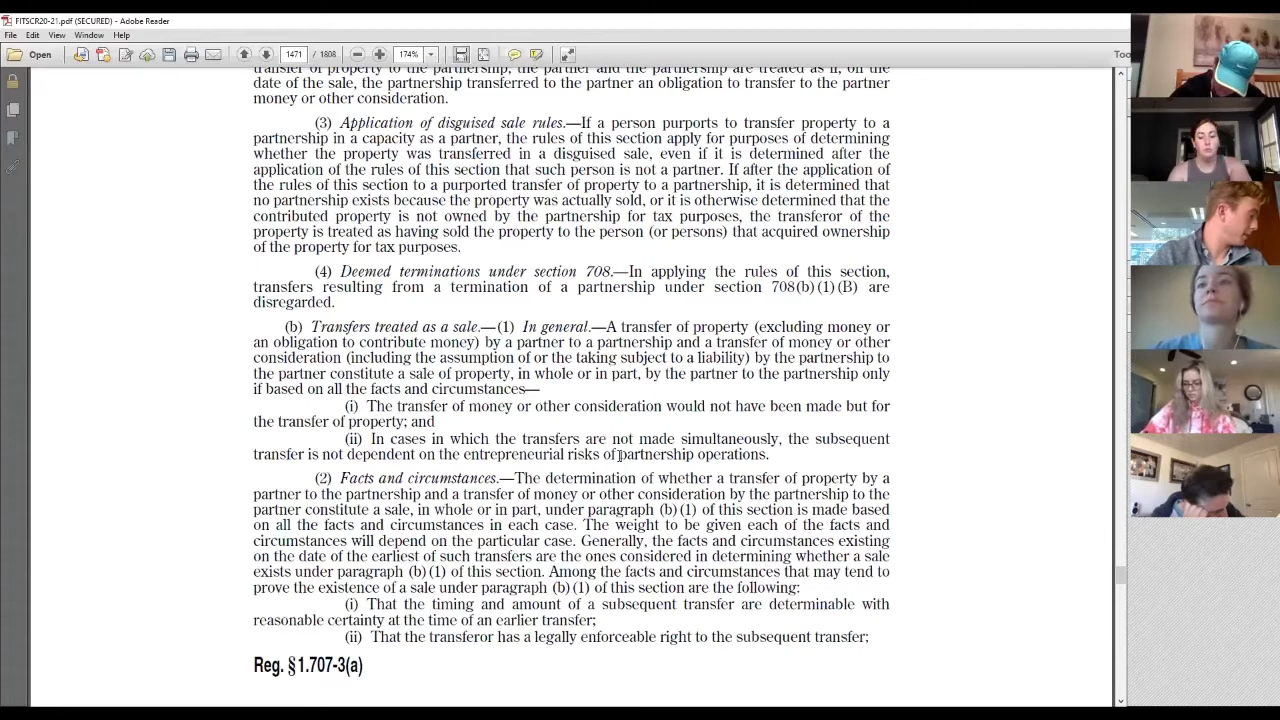 FITSCR20-21.pdf (SECURED) - Adobe Reader
File Edit View Window Help
Open 1471 / 1808 174% Too
transfer of property to the partnership, the partner and the partnership are treated as if, on the
date of the sale, the partnership transferred to the partner an obligation to transfer to the partner
money or other consideration.
(3) Application of disguised sale rules.—If a person purports to transfer property to a
partnership in a capacity as a partner, the rules of this section apply for purposes of determining
whether the property was transferred in a disguised sale, even if it is determined after the
application of the rules of this section that such person is not a partner. If after the application of
the rules of this section to a purported transfer of property to a partnership, it is determined that
no partnership exists because the property was actually sold, or it is otherwise determined that the
contributed property is not owned by the partnership for tax purposes, the transferor of the
property is treated as having sold the property to the person (or persons) that acquired ownership
of the property for tax purposes.
(4) Deemed terminations under section 708.—In applying the rules of this section,
transfers resulting from a termination of a partnership under section 708(b)(1)(B) are
disregarded.
(b) Transfers treated as a sale.—(1) In general.—A transfer of property (excluding money or
an obligation to contribute money) by a partner to a partnership and a transfer of money or other
consideration (including the assumption of or the taking subject to a liability) by the partnership to
the partner constitute a sale of property, in whole or in part, by the partner to the partnership only
if based on all the facts and circumstances—
(i) The transfer of money or other consideration would not have been made but for
the transfer of property; and
(ii) In cases in which the transfers are not made simultaneously, the subsequent
transfer is not dependent on the entrepreneurial risks of partnership operations.
(2) Facts and circumstances.—The determination of whether a transfer of property by a
partner to the partnership and a transfer of money or other consideration by the partnership to the
partner constitute a sale, in whole or in part, under paragraph (b)(1) of this section is made based
on all the facts and circumstances in each case. The weight to be given each of the facts and
circumstances will depend on the particular case. Generally, the facts and circumstances existing
on the date of the earliest of such transfers are the ones considered in determining whether a sale
exists under paragraph (b)(1) of this section. Among the facts and circumstances that may tend to
prove the existence of a sale under paragraph (b)(1) of this section are the following:
(i) That the timing and amount of a subsequent transfer are determinable with
reasonable certainty at the time of an earlier transfer;
(ii) That the transferor has a legally enforceable right to the subsequent transfer;
Reg. §1.707-3(a)